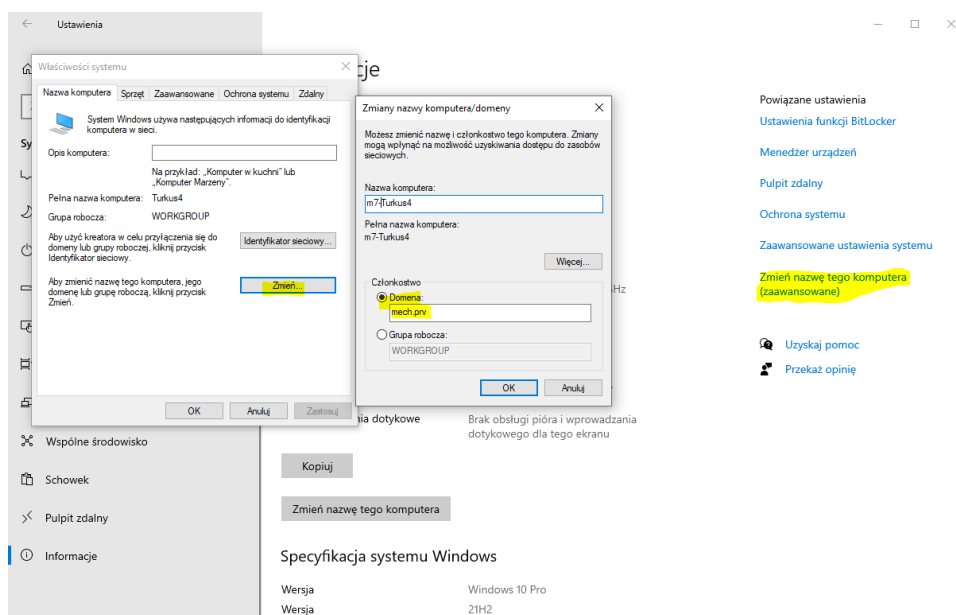 Ustawienia
Właściwości systemu
Nazwa komputera
Sprzęt
Zaawansowane
Ochrona systemu
Zdalny
System Windows używa następujących informacji do identyfikacji
komputera w sieci.
Opis komputera:
Na przykład: „Komputer w kuchni” lub
„Komputer Marzeny”.
Pełna nazwa komputera: Turkus4
Grupa robocza: WORKGROUP
Aby użyć kreatora w celu przyłączenia się do
domeny lub grupy roboczej, kliknij przycisk
Identyfikator sieciowy.
Identyfikator sieciowy...
Aby zmienić nazwę tego komputera, jego
domenę lub grupę roboczą, kliknij przycisk
Zmień.
Zmień...
OK
Anuluj
Zastosuj
Zmiany nazwy komputera/domeny
Możesz zmienić nazwę i członkostwo tego komputera. Zmiany
mogą wpłynąć na możliwość uzyskiwania dostępu do zasobów
sieciowych.
Nazwa komputera:
m7-Turkus4
Pełna nazwa komputera:
m7-Turkus4
Więcej...
Członkostwo
Domena:
mech.prv
Grupa robocza:
WORKGROUP
OK
Anuluj
cje
Sy
Hz
nia dotykowe
Brak obsługi pióra i wprowadzania
dotykowego dla tego ekranu
Wspólne środowisko
Schowek
Pulpit zdalny
Informacje
Kopiuj
Zmień nazwę tego komputera
Specyfikacja systemu Windows
Wersja
Windows 10 Pro
Wersja
21H2
Powiązane ustawienia
Ustawienia funkcji BitLocker
Menedżer urządzeń
Pulpit zdalny
Ochrona systemu
Zaawansowane ustawienia systemu
Zmień nazwę tego komputera
(zaawansowane)
Uzyskaj pomoc
Przekaż opinię